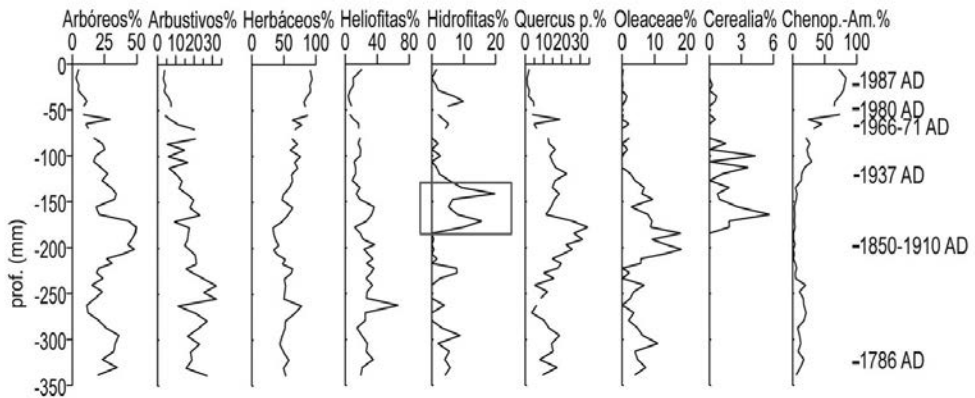 Arbóreos% Arbustivos% Herbáceos% Heliofitas% Hidrofitas% Quercus p.% Oleaceae% Cerealia% Chenop.-Am.%
0 25 50 0 10 20 30 0 50 100 0 40 80 0 10 20 0 10 20 30 0 10 20 0 3 6 0 50 100
0
-1987 AD
-50
-1980 AD
-1966-71 AD
-100
-1937 AD
-150
-200
-1850-1910 AD
-250
-300
-1786 AD
-350
prof. (mm)